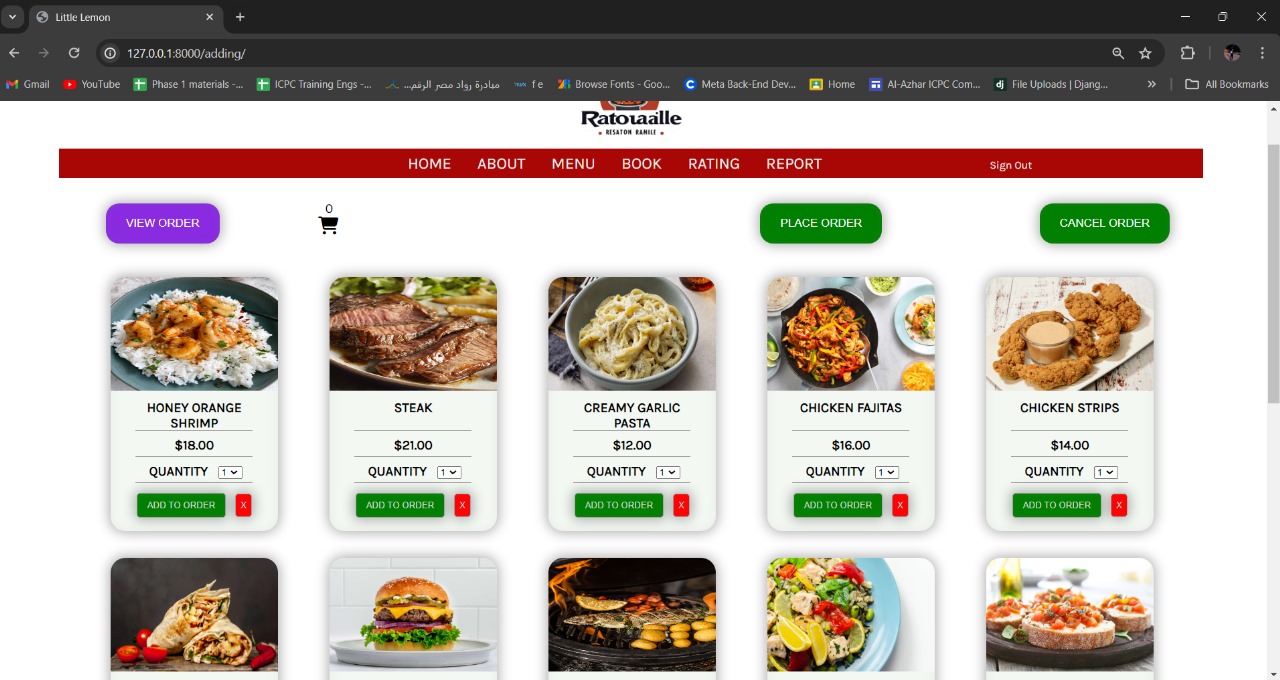 Little Lemon
127.0.0.1:8000/adding/
Gmail
YouTube
Phase 1 materials -...
ICPC Training Engs -...
مبادرة رواد مصر الرقم...
f e
Browse Fonts - Goo...
Meta Back-End Dev...
Home
Al-Azhar ICPC Com...
dj File Uploads | Djang...
All Bookmarks
Ratouaille
RESATON RANILE
HOME ABOUT MENU BOOK RATING REPORT Sign Out
0
VIEW ORDER PLACE ORDER CANCEL ORDER
HONEY ORANGE
SHRIMP
$18.00
QUANTITY 1
ADD TO ORDER X
STEAK
$21.00
QUANTITY 1
ADD TO ORDER X
CREAMY GARLIC
PASTA
$12.00
QUANTITY 1
ADD TO ORDER X
CHICKEN FAJITAS
$16.00
QUANTITY 1
ADD TO ORDER X
CHICKEN STRIPS
$14.00
QUANTITY 1
ADD TO ORDER X